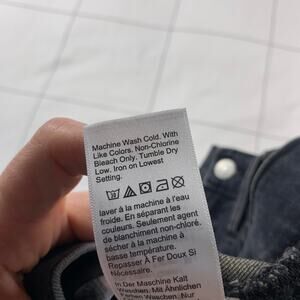 Machine Wash Cold. With
Like Colors. Non-Chlorine
Bleach Only. Tumble Dry
Low. Iron on Lowest
Setting.
laver à la machine à l'eau
froide. En séparant les
couleurs. Seulement agent
de blanchiment non-chloré.
sécher à la machine à
basse température.
Repasser À Fer Doux Si
Nécessaire.
In Der Maschine Kalt
Waschen. Mit Ähnlichen
Waschen. Nur